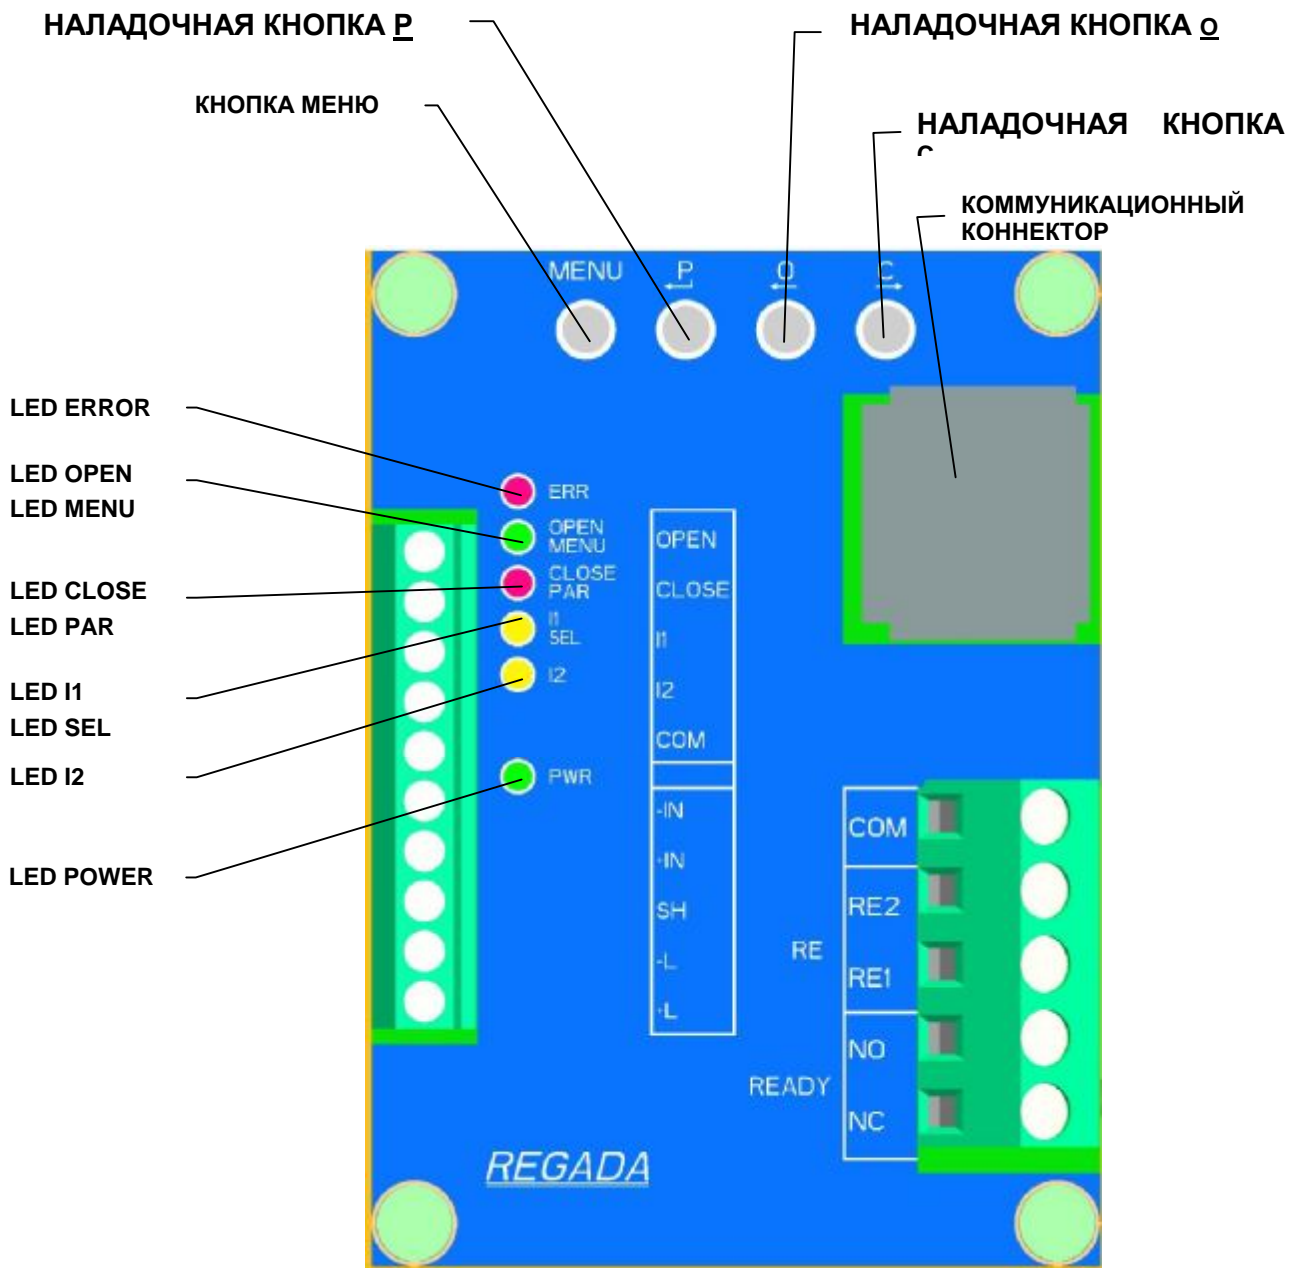 НАЛАДОЧНАЯ КНОПКА P
НАЛАДОЧНАЯ КНОПКА o
КНОПКА МЕНЮ
НАЛАДОЧНАЯ КНОПКА
КОММУНИКАЦИОННЫЙ
КОННЕКТОР
MENU P O C
LED ERROR
LED OPEN
LED MENU
LED CLOSE
LED PAR
LED I1
LED SEL
LED I2
LED POWER
ERR
OPEN
MENU
CLOSE
PAR
I1
SEL
I2
PWR
OPEN
CLOSE
I1
I2
COM
-IN
-IN
SH
-L
+L
COM
RE2
RE
RE1
NO
READY
NC
REGADA